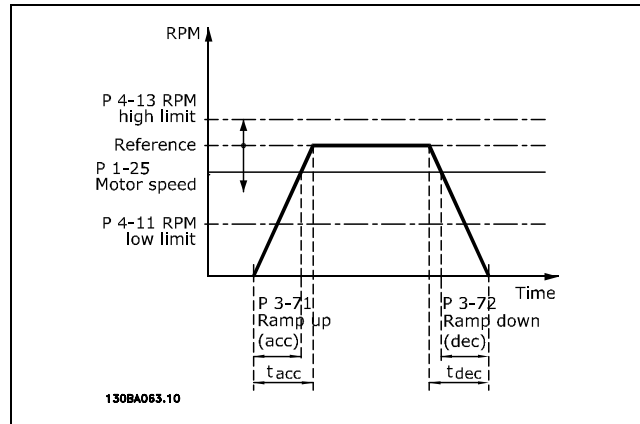 RPM
P 4-13 RPM
high limit
Reference
P 1-25
Motor speed
P 4-11 RPM
low limit
Time
P 3-71
Ramp up
(acc)
tacc
P 3-72
Ramp down
(dec)
tdec
130BA063.10